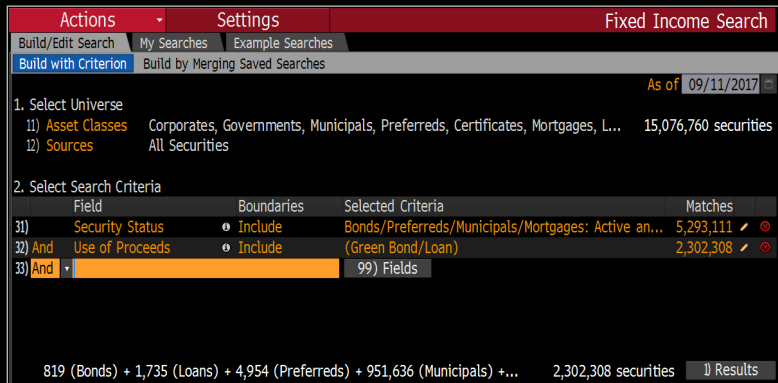 Actions Settings Fixed Income Search
Build/Edit Search My Searches Example Searches
Build with Criterion Build by Merging Saved Searches
As of 09/11/2017
1. Select Universe
11) Asset Classes Corporates, Governments, Municipals, Preferreds, Certificates, Mortgages, L... 15,076,760 securities
12) Sources All Securities
2. Select Search Criteria
Field Boundaries Selected Criteria Matches
31) Security Status Include Bonds/Preferreds/Municipals/Mortgages: Active an... 5,293,111
32) And Use of Proceeds Include (Green Bond/Loan) 2,302,308
33) And 99) Fields
819 (Bonds) + 1,735 (Loans) + 4,954 (Preferreds) + 951,636 (Municipals) +... 2,302,308 securities 1) Results